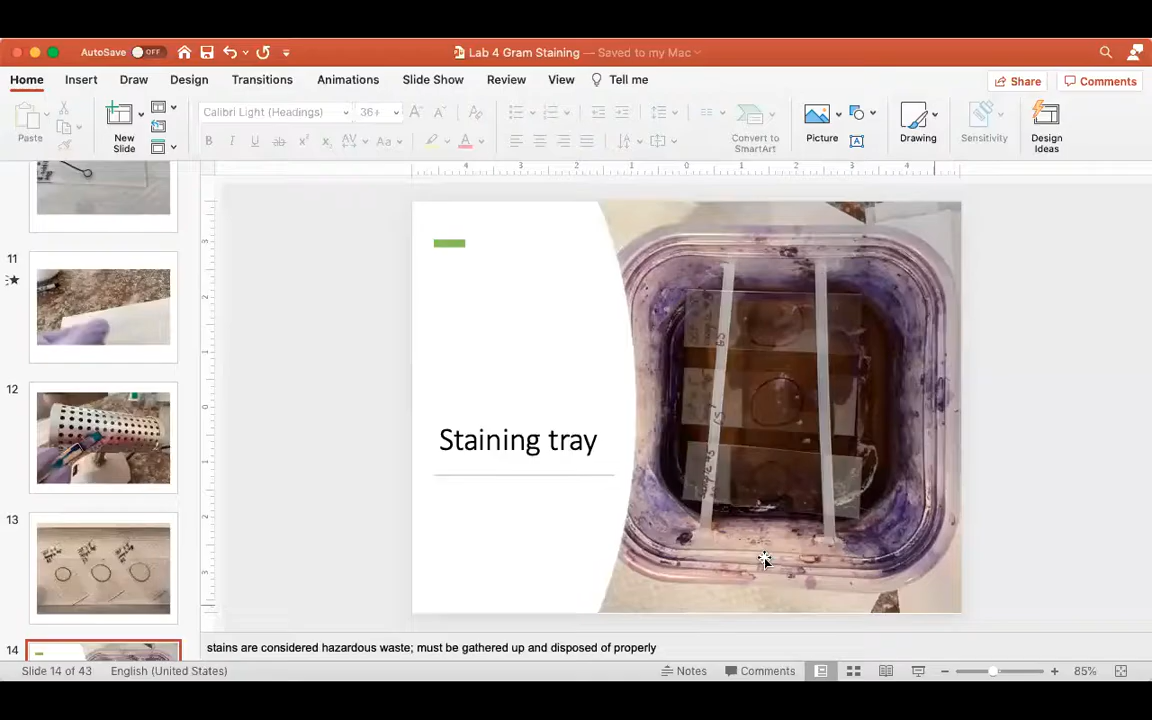 AutoSave OFF
Lab 4 Gram Staining — Saved to my Mac
Home Insert Draw Design Transitions Animations Slide Show Review View Tell me
Share Comments
Calibri Light (Headings) 36+
Paste
New Slide
Convert to SmartArt
Picture
Drawing
Sensitivity
Design Ideas
11
12
13
14
Staining tray
stains are considered hazardous waste; must be gathered up and disposed of properly
Slide 14 of 43 English (United States) Notes Comments 85%